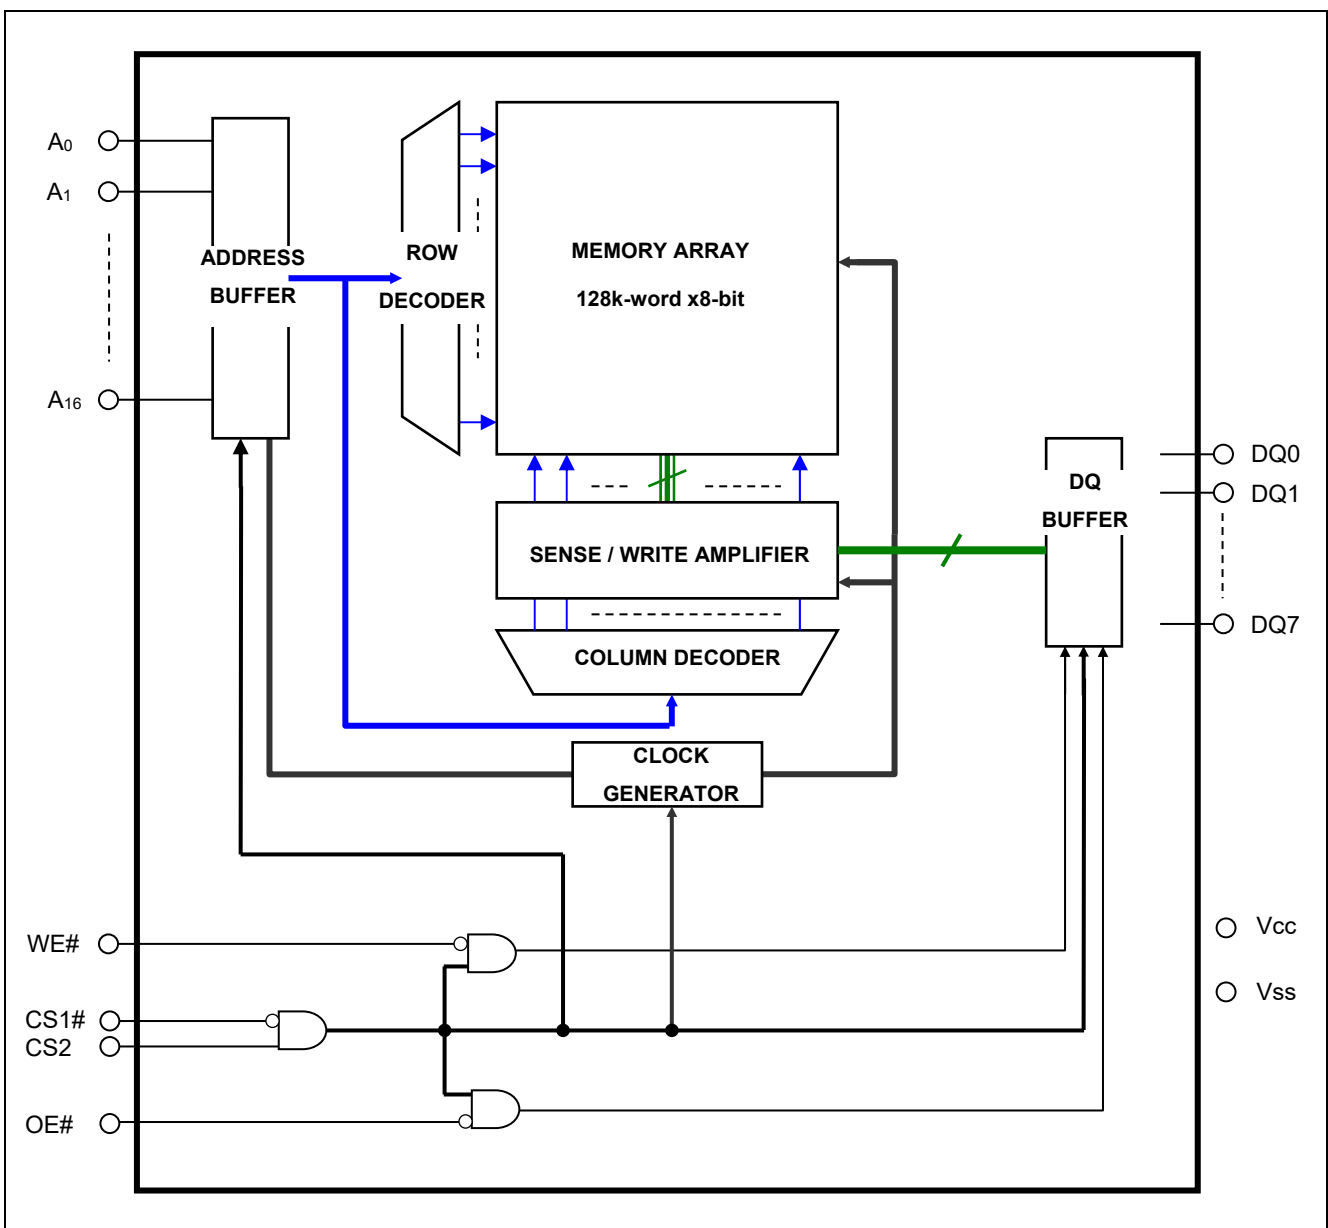 A0
A1
ADDRESS
BUFFER
A16
ROW
DECODER
MEMORY ARRAY
128k-word x8-bit
SENSE / WRITE AMPLIFIER
COLUMN DECODER
CLOCK
GENERATOR
DQ
BUFFER
DQ0
DQ1
DQ7
WE#
CS1#
CS2
OE#
Vcc
Vss